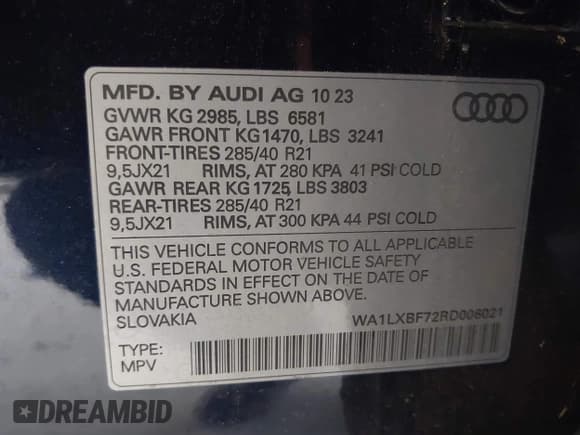 MFD. BY AUDI AG 10 23
GVWR KG 2985, LBS 6581
GAWR FRONT KG1470, LBS 3241
FRONT-TIRES 285/40 R21
9,5JX21 RIMS, AT 280 KPA 41 PSI COLD
GAWR REAR KG 1725, LBS 3803
REAR-TIRES 285/40 R21
9,5JX21 RIMS, AT 300 KPA 44 PSI COLD
THIS VEHICLE CONFORMS TO ALL APPLICABLE
U.S. FEDERAL MOTOR VEHICLE SAFETY
STANDARDS IN EFFECT ON THE DATE OF
MANUFACTURE SHOWN ABOVE.
SLOVAKIA WA1LXBF72RD006021
TYPE:
MPV
DREAMBID